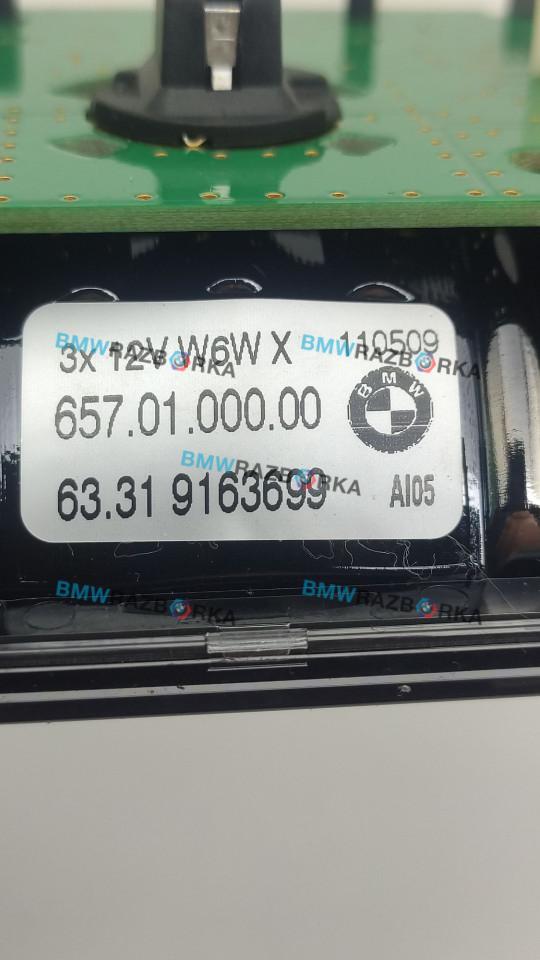 3x 12V W6W X 110509
657.01.000.00
BMW
63.31 9163699 AI05
BMWRAZBORKA
BMWRAZBORKA
BMWRAZBORKA
BMWRAZBORKA
BMWRAZBORKA